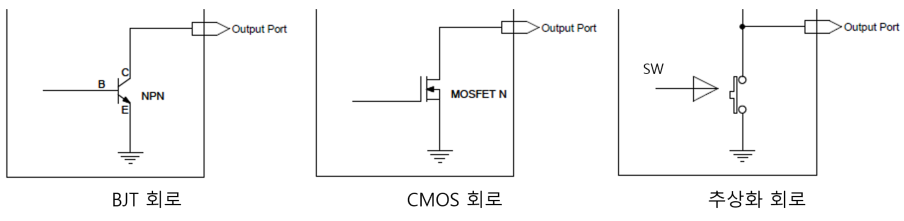 Output Port
C
B
NPN
E
BJT 회로
Output Port
MOSFET N
CMOS 회로
Output Port
SW
추상화 회로